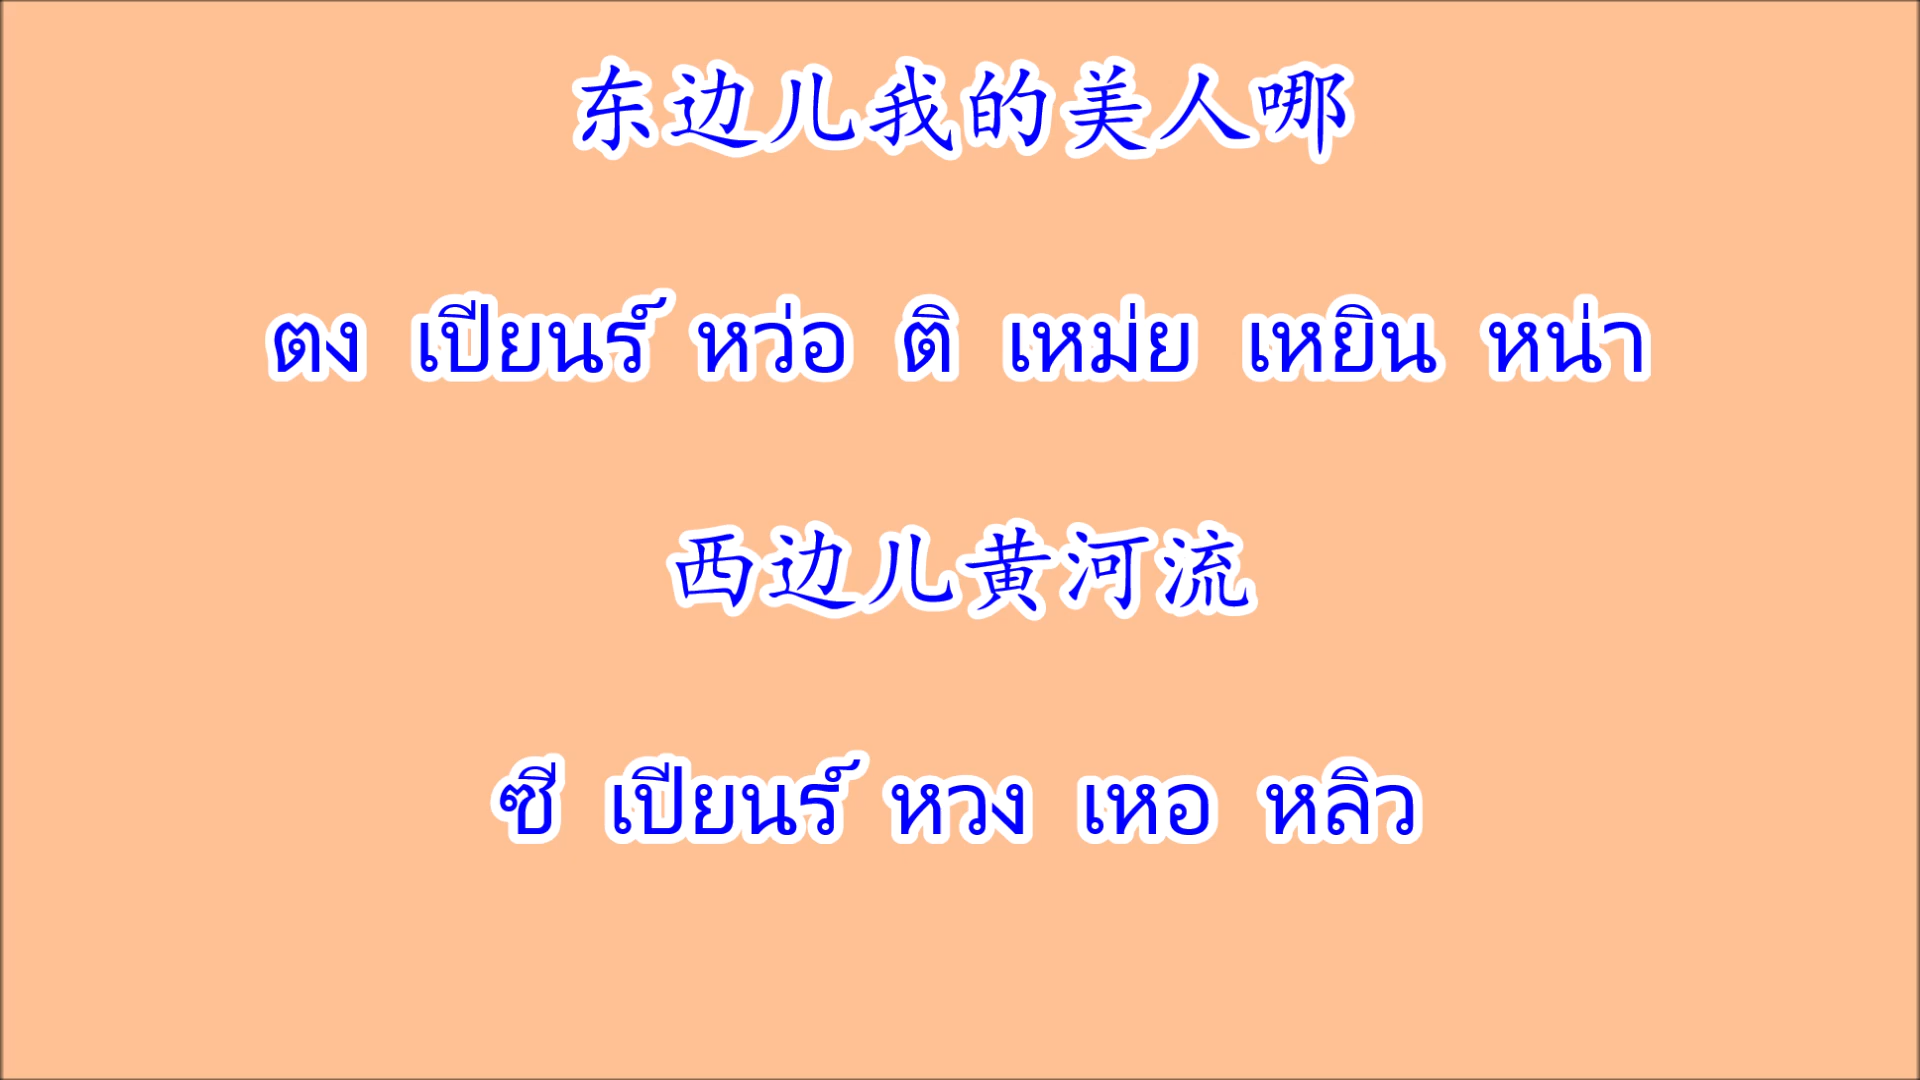 东边儿我的美人哪
ตง เปียนร์ หว่อ ติ เหม่ย เหยิน หน่า
西边儿黄河流
ซี เปียนร์ หวง เหอ หลิว